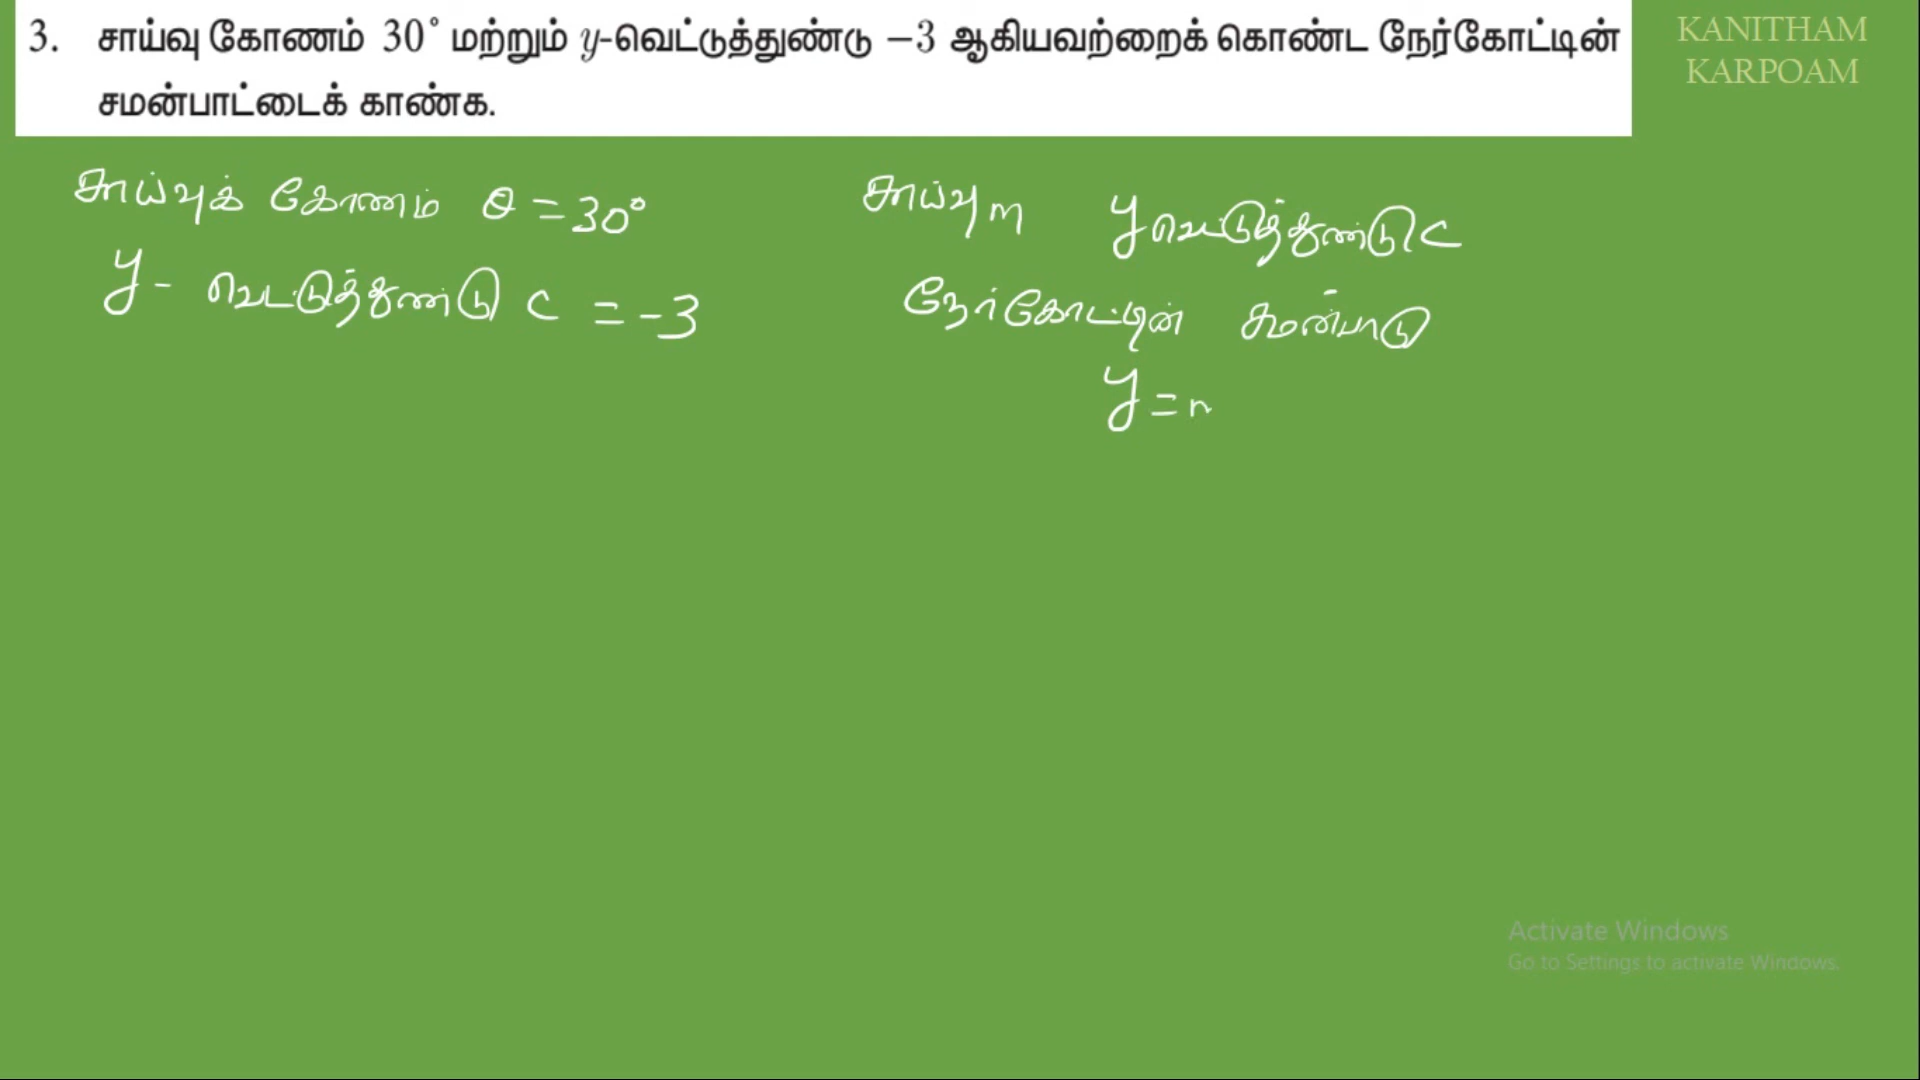 3. சாய்வு கோணம் 30° மற்றும் y-வெட்டுத்துண்டு −3 ஆகியவற்றைக் கொண்ட நேர்கோட்டின்
சமன்பாட்டைக் காண்க.
KANITHAM
KARPOAM
சாய்வுக் கோணம் θ = 30°
y - வெட்டுத்துண்டு c = -3
சாய்வு m y வெட்டுத்துண்டு c
நேர்கோட்டின் சமன்பாடு
y = m
Activate Windows
Go to Settings to activate Windows.